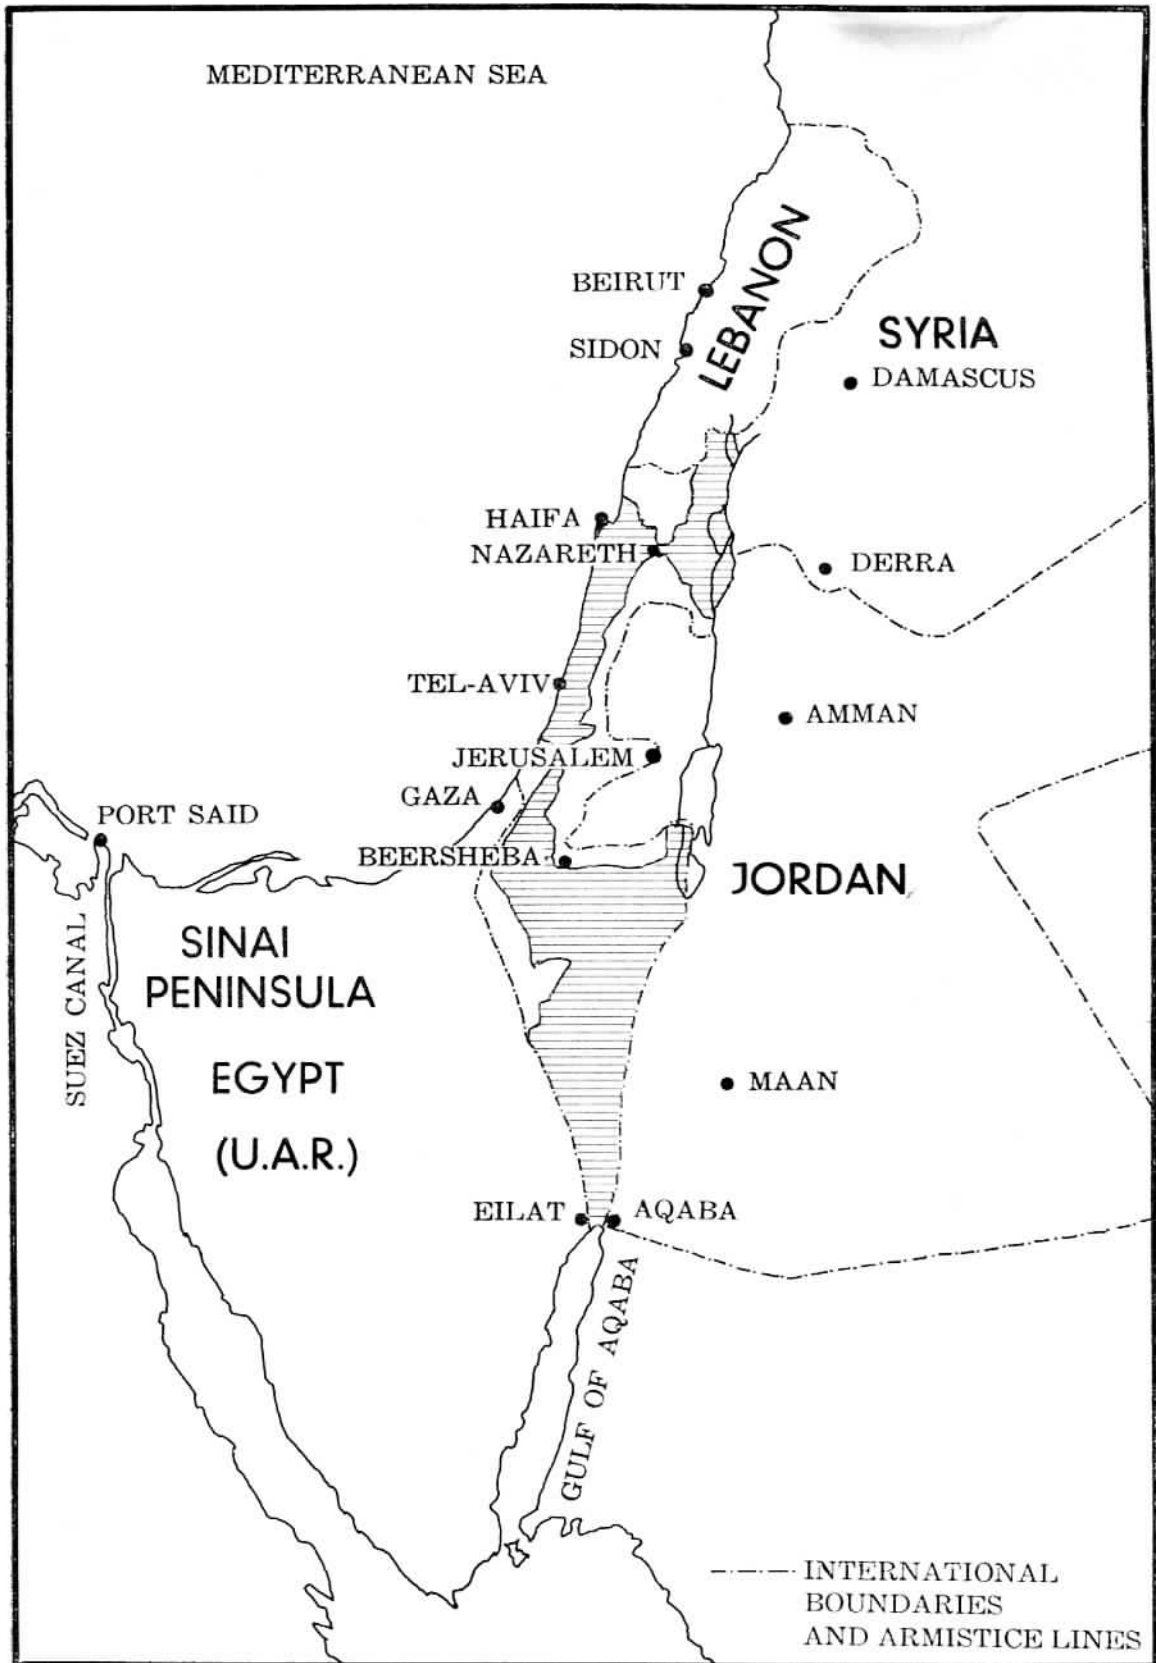 MEDITERRANEAN SEA
LEBANON
BEIRUT
SIDON
SYRIA
DAMASCUS
HAIFA
NAZARETH
DERRA
TEL-AVIV
AMMAN
JERUSALEM
GAZA
PORT SAID
BEERSHEBA
JORDAN
SUEZ CANAL
SINAI
PENINSULA
EGYPT
(U.A.R.)
MAAN
EILAT
AQABA
GULF OF AQABA
INTERNATIONAL
BOUNDARIES
AND ARMISTICE LINES